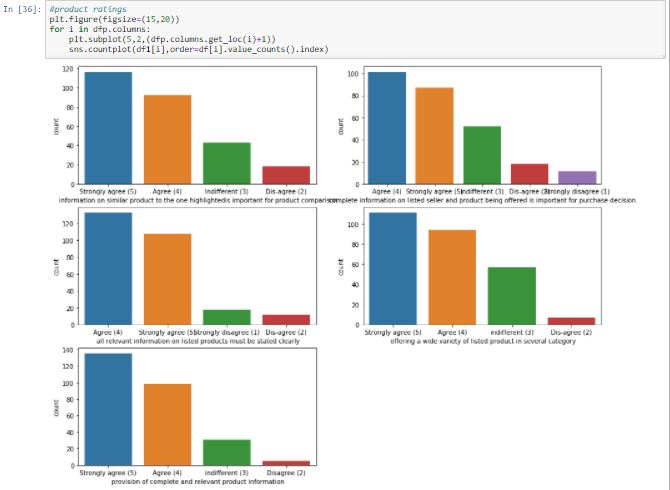 In [36]: #product ratings
plt.figure(figsize=(15,20))
for i in dfp.columns:
plt.subplot(5,2,(dfp.columns.get_loc(i)+1))
sns.countplot(df1[i],order=df[i].value_counts().index)
120
100
80
60
40
20
0
count
Strongly agree (5) Agree (4) indifferent (3) Dis-agree (2)
information on similar product to the one highlightedis important for product comparison
100
80
60
40
20
0
count
Agree (4) Strongly agree (5) indifferent (3) Dis-agree (2) Strongly disagree (1)
complete information on listed seller and product being offered is important for purchase decision.
120
100
80
60
40
20
0
count
Agree (4) Strongly agree (5) Strongly disagree (1) Dis-agree (2)
all relevant information on listed products must be stated clearly
100
80
60
40
20
0
count
Strongly agree (5) Agree (4) indifferent (3) Dis-agree (2)
offering a wide variety of listed product in several category
140
120
100
80
60
40
20
0
count
Strongly agree (5) Agree (4) indifferent (3) Disagree (2)
provision of complete and relevant product information